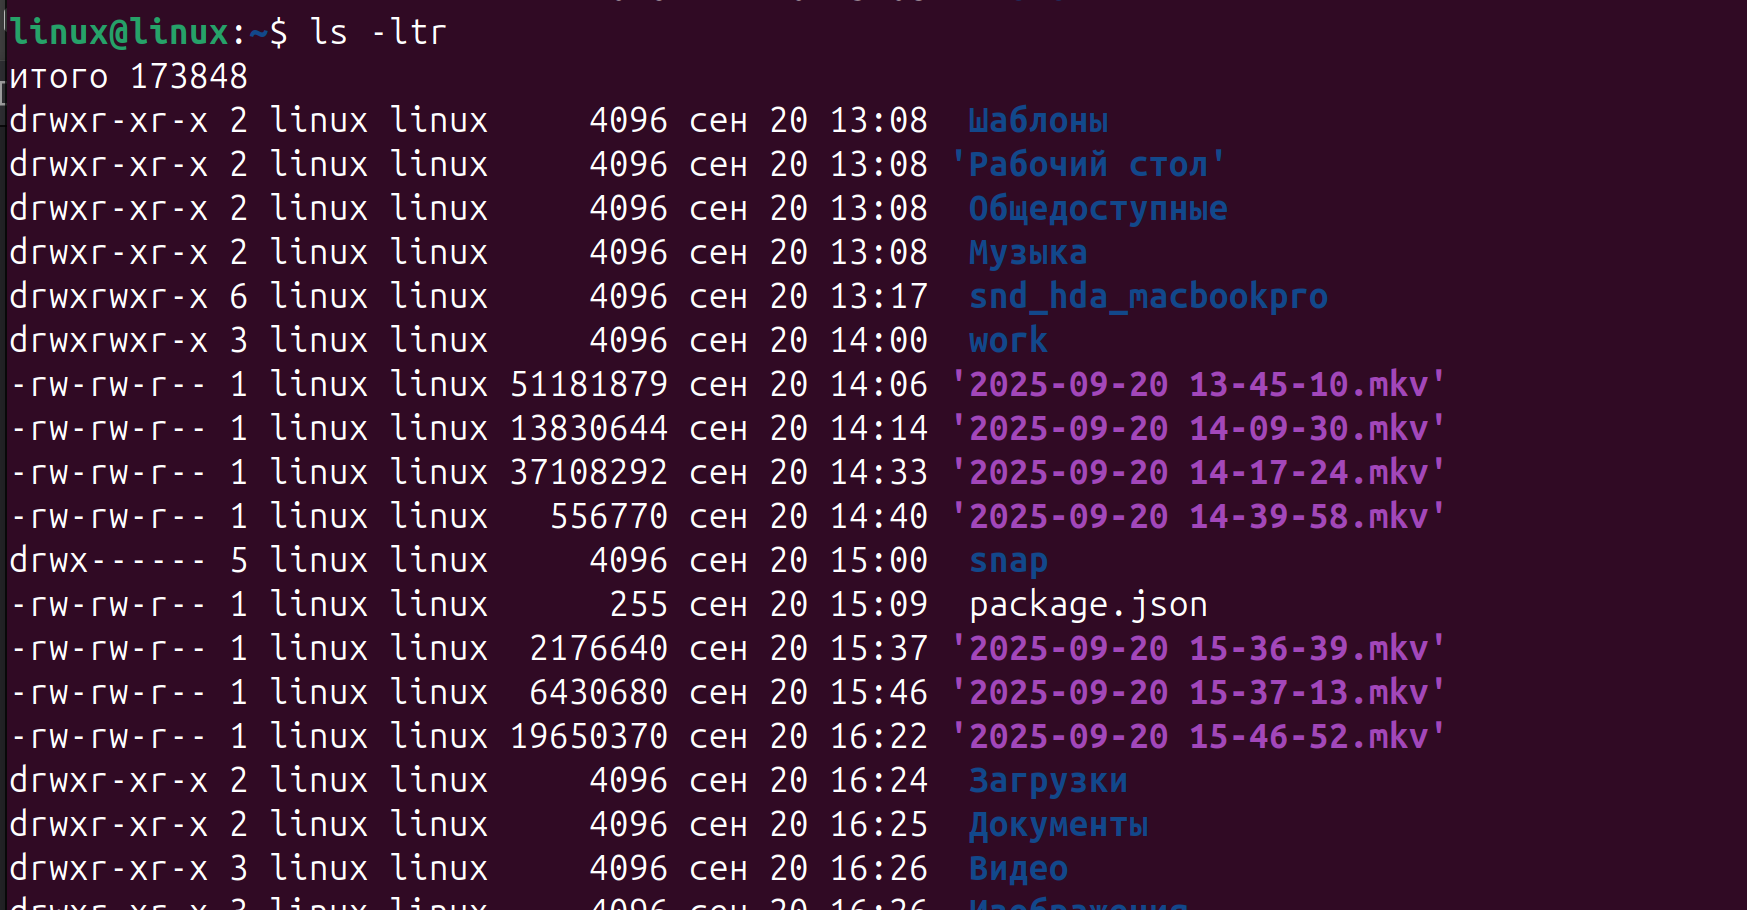 linux@linux:~$ ls -ltr
итого 173848
drwxr-xr-x 2 linux linux     4096 сен 20 13:08  Шаблоны
drwxr-xr-x 2 linux linux     4096 сен 20 13:08 'Рабочий стол'
drwxr-xr-x 2 linux linux     4096 сен 20 13:08  Общедоступные
drwxr-xr-x 2 linux linux     4096 сен 20 13:08  Музыка
drwxrwxr-x 6 linux linux     4096 сен 20 13:17  snd_hda_macbookpro
drwxrwxr-x 3 linux linux     4096 сен 20 14:00  work
-rw-rw-r-- 1 linux linux 51181879 сен 20 14:06 '2025-09-20 13-45-10.mkv'
-rw-rw-r-- 1 linux linux 13830644 сен 20 14:14 '2025-09-20 14-09-30.mkv'
-rw-rw-r-- 1 linux linux 37108292 сен 20 14:33 '2025-09-20 14-17-24.mkv'
-rw-rw-r-- 1 linux linux   556770 сен 20 14:40 '2025-09-20 14-39-58.mkv'
drwx------ 5 linux linux     4096 сен 20 15:00  snap
-rw-rw-r-- 1 linux linux      255 сен 20 15:09  package.json
-rw-rw-r-- 1 linux linux  2176640 сен 20 15:37 '2025-09-20 15-36-39.mkv'
-rw-rw-r-- 1 linux linux  6430680 сен 20 15:46 '2025-09-20 15-37-13.mkv'
-rw-rw-r-- 1 linux linux 19650370 сен 20 16:22 '2025-09-20 15-46-52.mkv'
drwxr-xr-x 2 linux linux     4096 сен 20 16:24  Загрузки
drwxr-xr-x 2 linux linux     4096 сен 20 16:25  Документы
drwxr-xr-x 3 linux linux     4096 сен 20 16:26  Видео
drwxr-xr-x 3 linux linux     4096 сен 20 16:26  Изображения